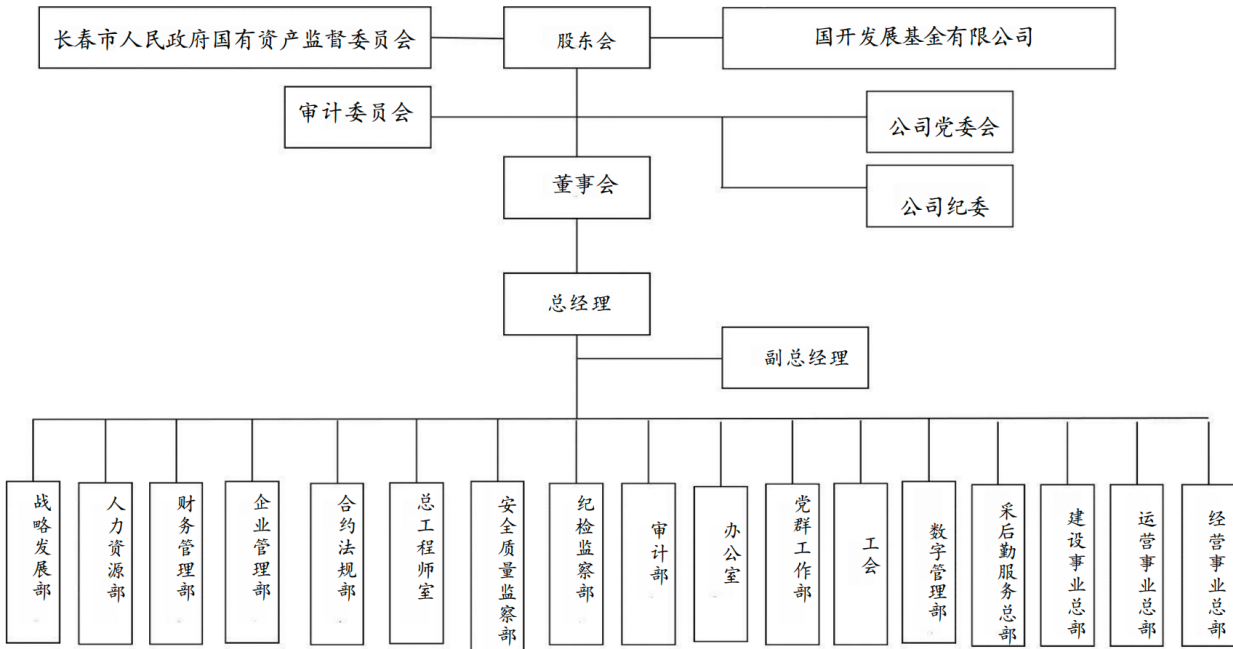 长春市人民政府国有资产监督委员会
股东会
国开发展基金有限公司
审计委员会
公司党委会
董事会
公司纪委
总经理
副总经理
战略发展部
人力资源部
财务管理部
企业管理部
合约法规部
总工程师室
安全质量监察部
纪检监察部
审计部
办公室
党群工作部
工会
数字管理部
采后勤服务总部
建设事业总部
运营事业总部
经营事业总部